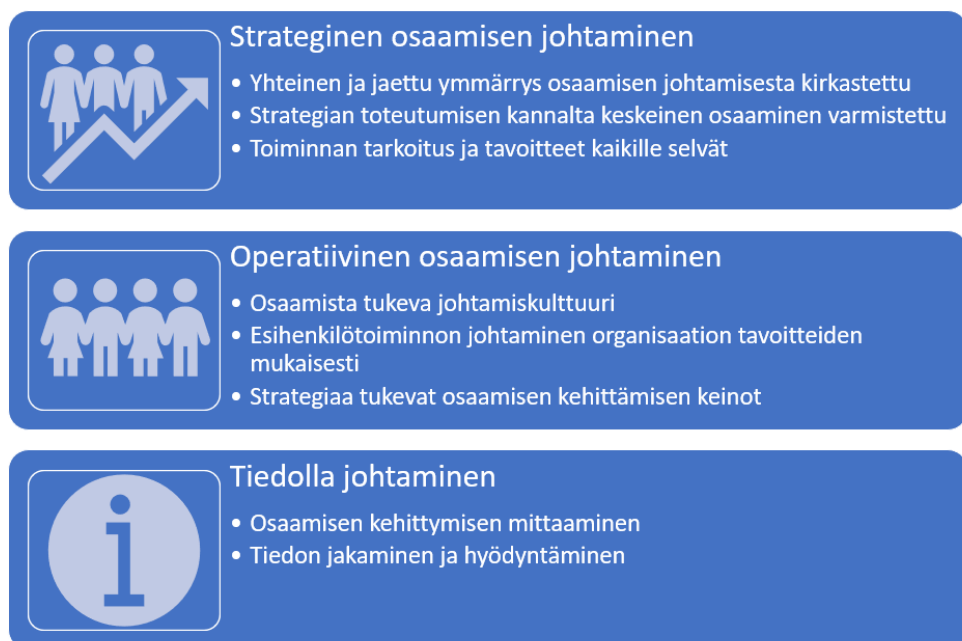 Strateginen osaamisen johtaminen
• Yhteinen ja jaettu ymmärrys osaamisen johtamisesta kirkastettu
• Strategian toteutumisen kannalta keskeinen osaaminen varmistettu
• Toiminnan tarkoitus ja tavoitteet kaikille selvät
Operatiivinen osaamisen johtaminen
• Osaamista tukeva johtamiskulttuuri
• Esihenkilötoiminnon johtaminen organisaation tavoitteiden
mukaisesti
• Strategiaa tukevat osaamisen kehittämisen keinot
Tiedolla johtaminen
• Osaamisen kehittymisen mittaaminen
• Tiedon jakaminen ja hyödyntäminen